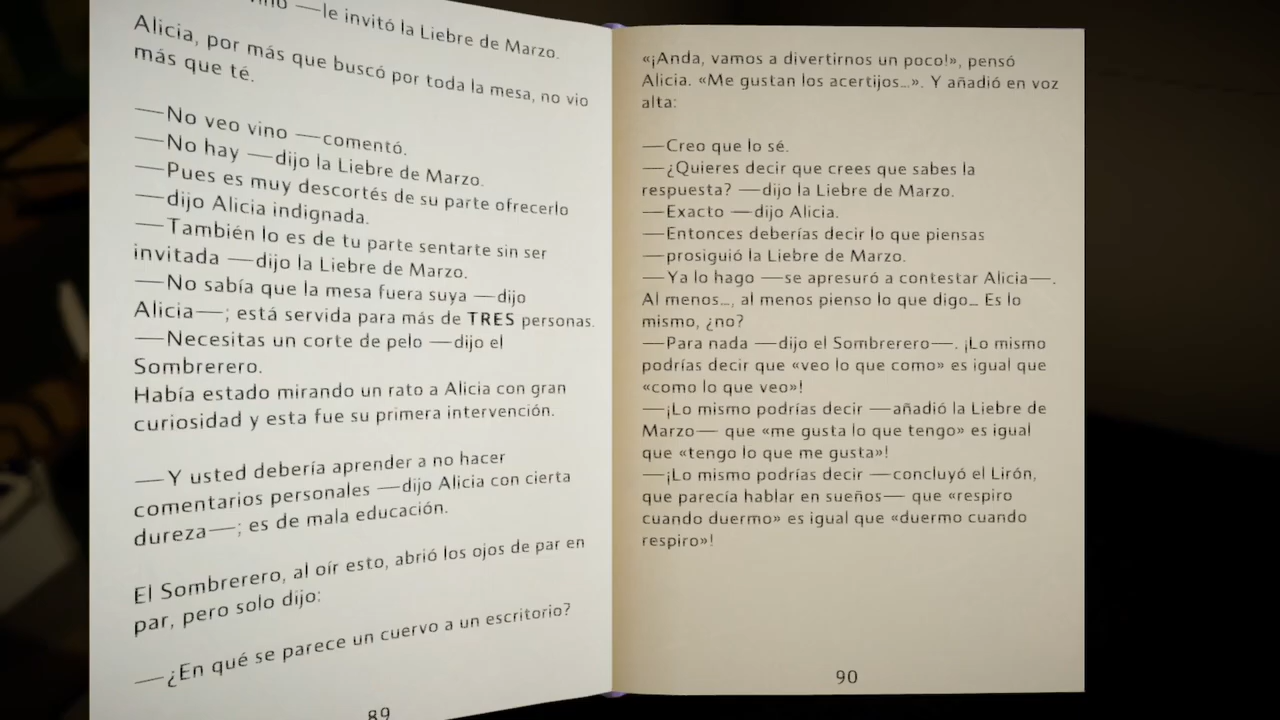 —le invitó la Liebre de Marzo.
Alicia, por más que buscó por toda la mesa, no vio
más que té.
—No veo vino —comentó.
—No hay —dijo la Liebre de Marzo.
—Pues es muy descortés de su parte ofrecerlo
—dijo Alicia indignada.
—También lo es de tu parte sentarte sin ser
invitada —dijo la Liebre de Marzo.
—No sabía que la mesa fuera suya —dijo
Alicia—; está servida para más de TRES personas.
—Necesitas un corte de pelo —dijo el
Sombrerero.
Había estado mirando un rato a Alicia con gran
curiosidad y esta fue su primera intervención.
—Y usted debería aprender a no hacer
comentarios personales —dijo Alicia con cierta
dureza—; es de mala educación.
El Sombrerero, al oír esto, abrió los ojos de par en
par, pero solo dijo:
—¿En qué se parece un cuervo a un escritorio?
89
«¡Anda, vamos a divertirnos un poco!», pensó
Alicia. «Me gustan los acertijos…». Y añadió en voz
alta:
—Creo que lo sé.
—¿Quieres decir que crees que sabes la
respuesta? —dijo la Liebre de Marzo.
—Exacto —dijo Alicia.
—Entonces deberías decir lo que piensas
—prosiguió la Liebre de Marzo.
—Ya lo hago —se apresuró a contestar Alicia—.
Al menos…, al menos pienso lo que digo… Es lo
mismo, ¿no?
—Para nada —dijo el Sombrerero—. ¡Lo mismo
podrías decir que «veo lo que como» es igual que
«como lo que veo»!
—¡Lo mismo podrías decir —añadió la Liebre de
Marzo— que «me gusta lo que tengo» es igual
que «tengo lo que me gusta»!
—¡Lo mismo podrías decir —concluyó el Lirón,
que parecía hablar en sueños— que «respiro
cuando duermo» es igual que «duermo cuando
respiro»!
90